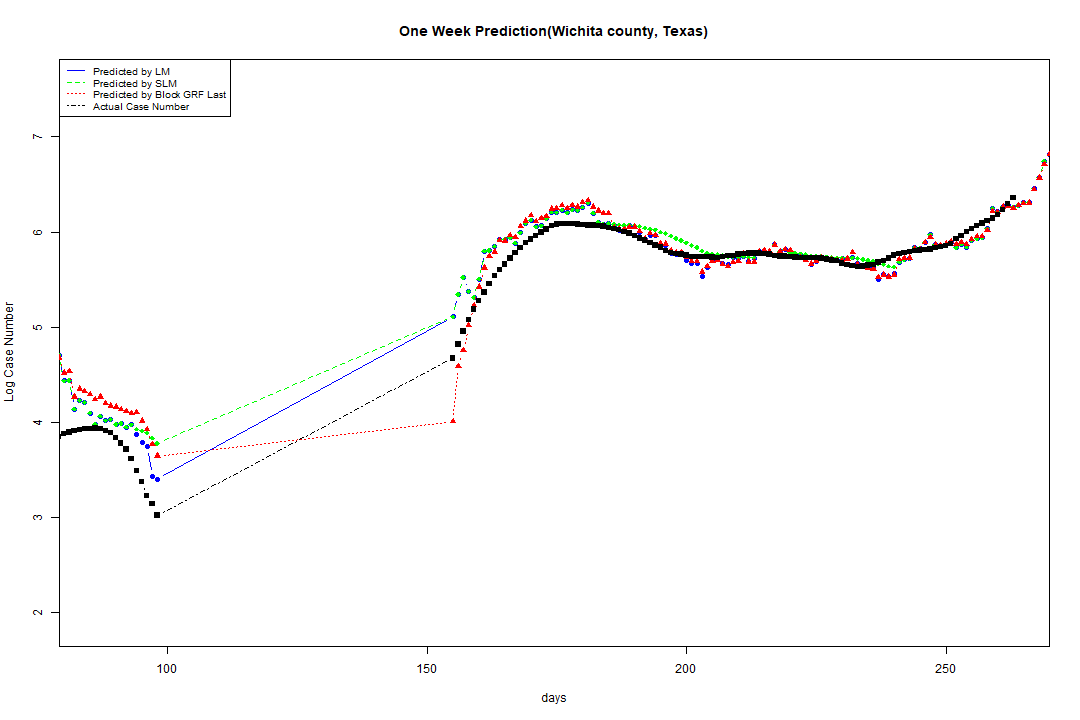 One Week Prediction(Wichita county, Texas)
Predicted by LM
Predicted by SLM
Predicted by Block GRF Last
Actual Case Number
7
6
5
4
3
2
Log Case Number
100
150
200
250
days